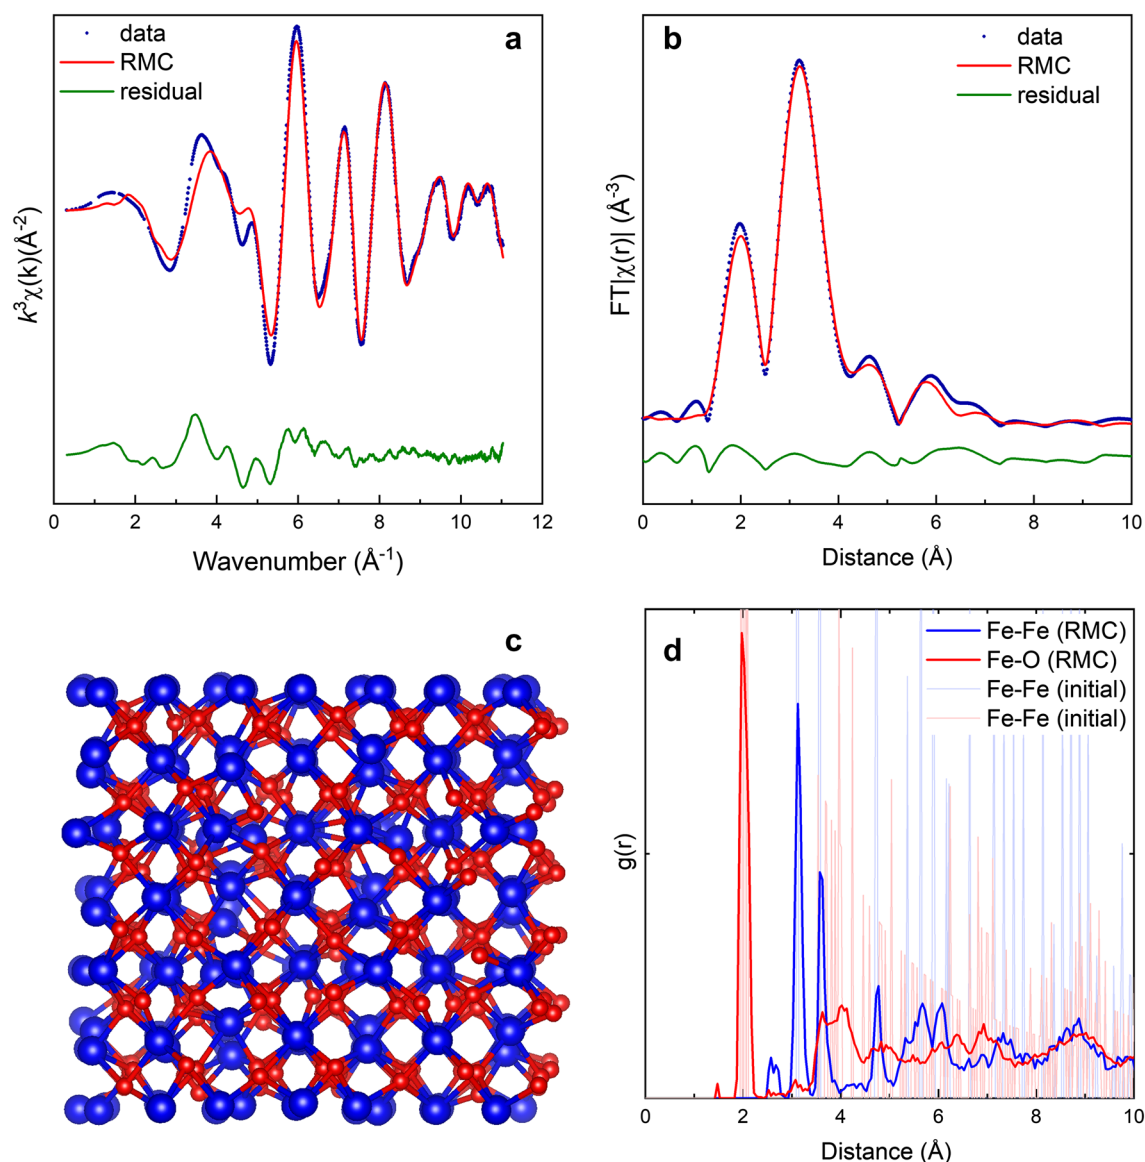 a
data
RMC
residual
k³χ(k)(Å⁻²)
0 2 4 6 8 10 12
Wavenumber (Å⁻¹)
b
data
RMC
residual
FT|χ(r)| (Å⁻³)
0 2 4 6 8 10
Distance (Å)
c
d
Fe-Fe (RMC)
Fe-O (RMC)
Fe-Fe (initial)
Fe-Fe (initial)
g(r)
0 2 4 6 8 10
Distance (Å)